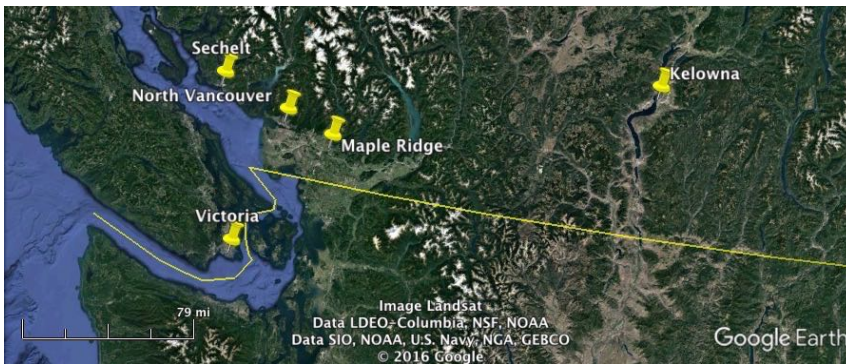 Sechelt
Kelowna
North Vancouver
Maple Ridge
Victoria
79 mi
Image Landsat
Data LDEO-Columbia, NSF, NOAA
Data SIO, NOAA, U.S. Navy, NGA, GEBCO
© 2016 Google
Google Earth